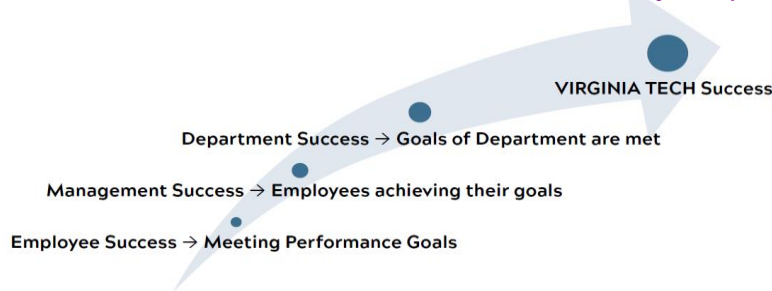 VIRGINIA TECH Success
Department Success → Goals of Department are met
Management Success → Employees achieving their goals
Employee Success → Meeting Performance Goals